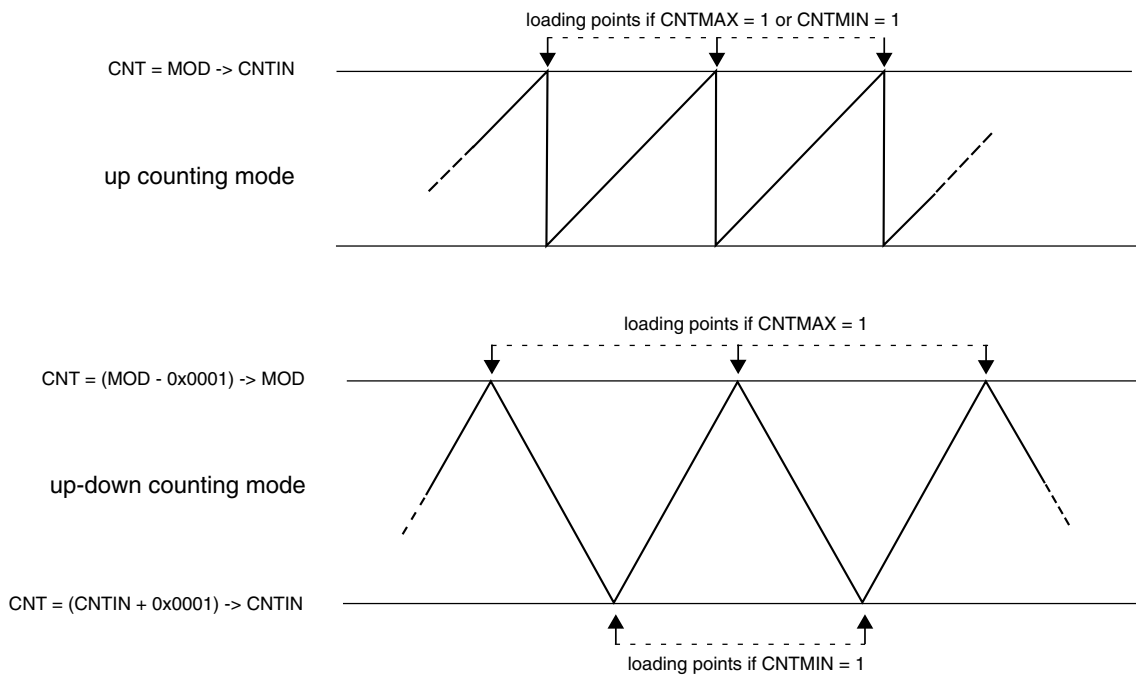 loading points if CNTMAX = 1 or CNTMIN = 1
CNT = MOD -> CNTIN
up counting mode
loading points if CNTMAX = 1
CNT = (MOD - 0x0001) -> MOD
up-down counting mode
CNT = (CNTIN + 0x0001) -> CNTIN
loading points if CNTMIN = 1